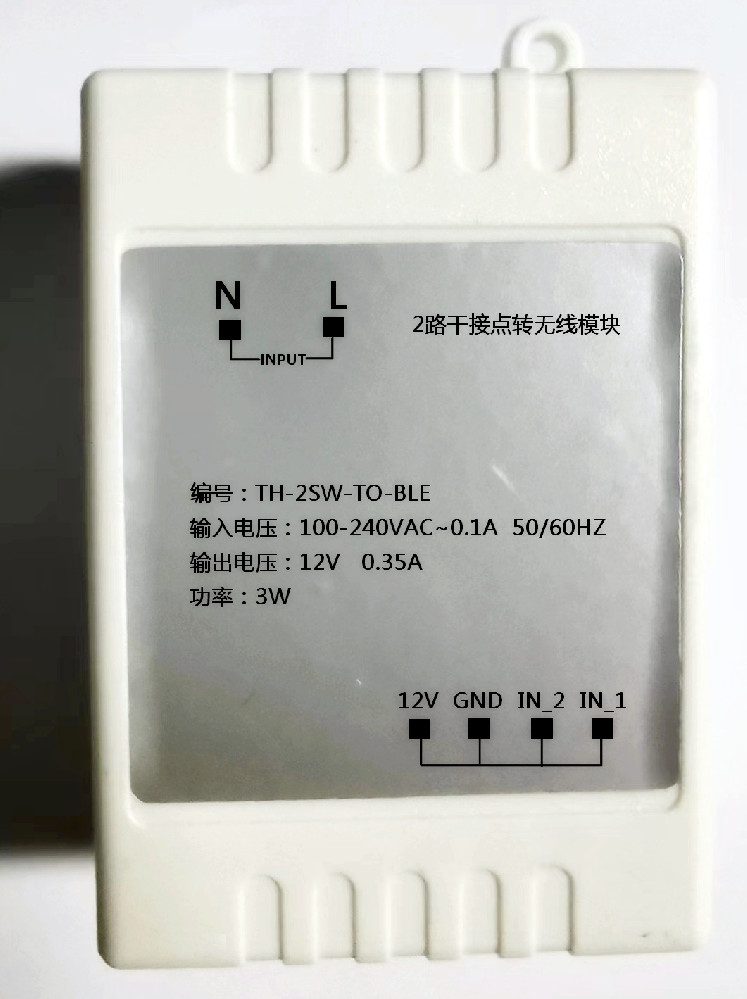 N L
INPUT
2路干接点转无线模块
编号：TH-2SW-TO-BLE
输入电压：100-240VAC~0.1A 50/60HZ
输出电压：12V 0.35A
功率：3W
12V GND IN_2 IN_1